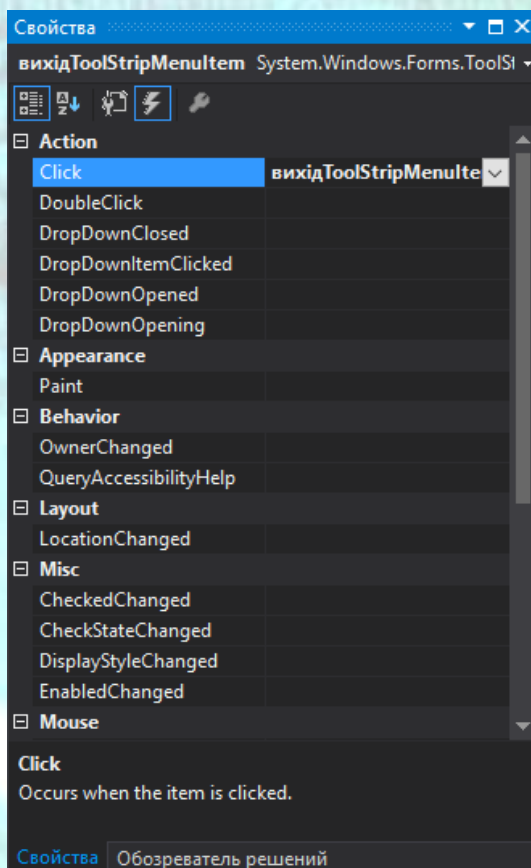 Свойства
вихідToolStripMenuItem System.Windows.Forms.ToolSt
Action
Click вихідToolStripMenuIte
DoubleClick
DropDownClosed
DropDownItemClicked
DropDownOpened
DropDownOpening
Appearance
Paint
Behavior
OwnerChanged
QueryAccessibilityHelp
Layout
LocationChanged
Misc
CheckedChanged
CheckStateChanged
DisplayStyleChanged
EnabledChanged
Mouse
Click
Occurs when the item is clicked.
Свойства Обозреватель решений